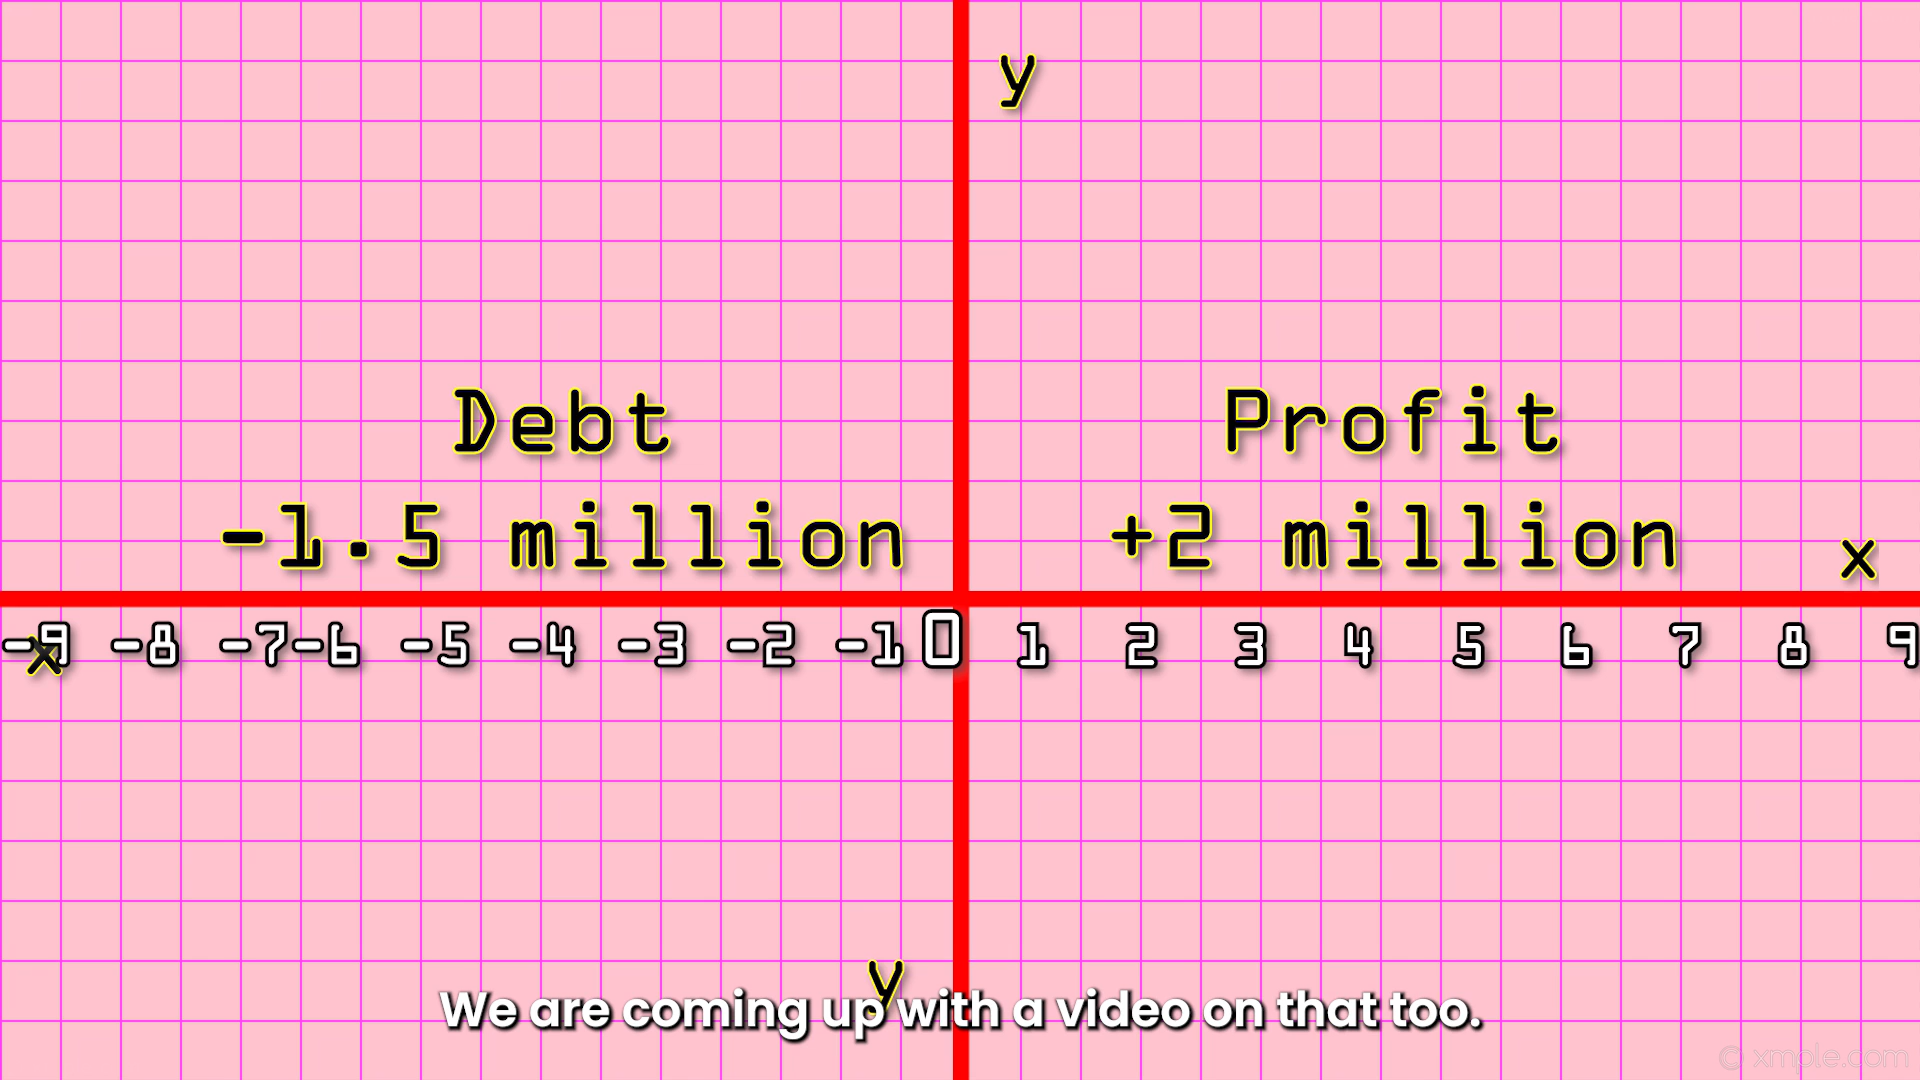 y
Debt
Profit
-1.5 million
+2 million
x
-9 -8 -7 -6 -5 -4 -3 -2 -1 0 1 2 3 4 5 6 7 8 9
x
y
We are coming up with a video on that too.
© xmple.com